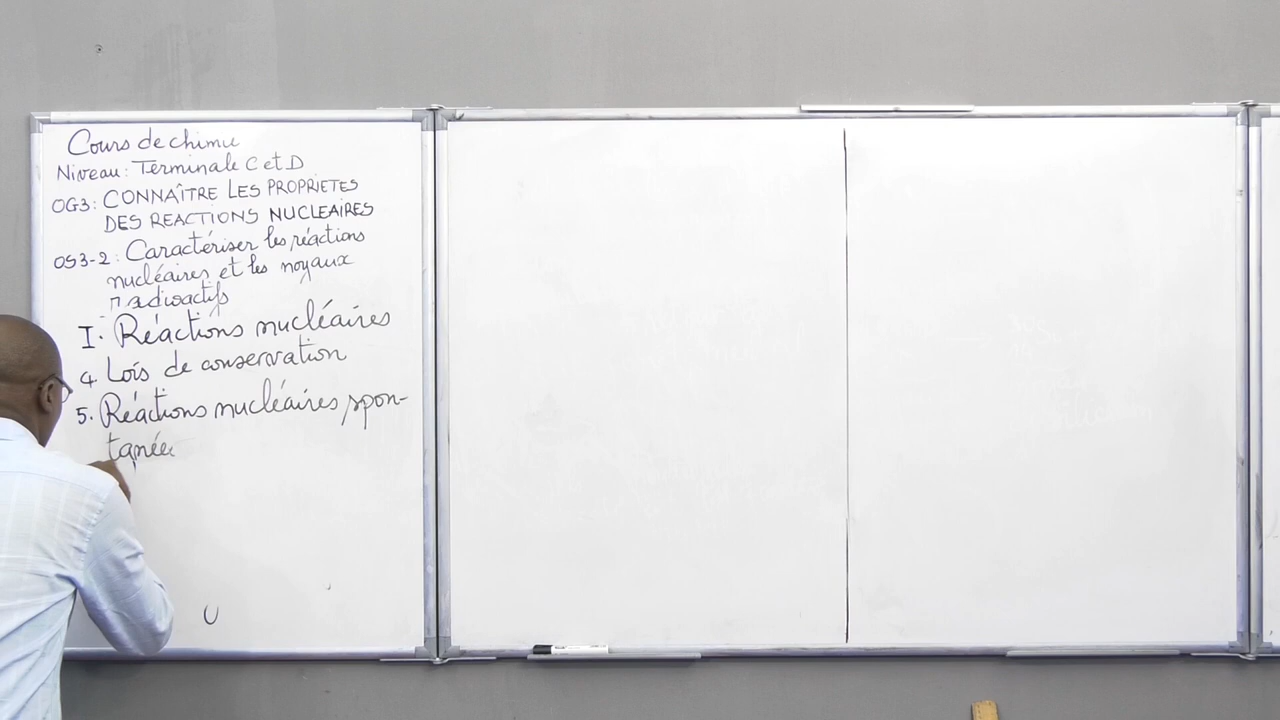 Cours de chimie
Niveau: Terminale C et D
OG3: CONNAÎTRE LES PROPRIETES
DES REACTIONS NUCLEAIRES
OS3-2: Caractériser les réactions
nucléaires et les noyaux
radioactifs
I. Réactions nucléaires
4 Lois de conservation
5. Réactions nucléaires spon-
tanées
U